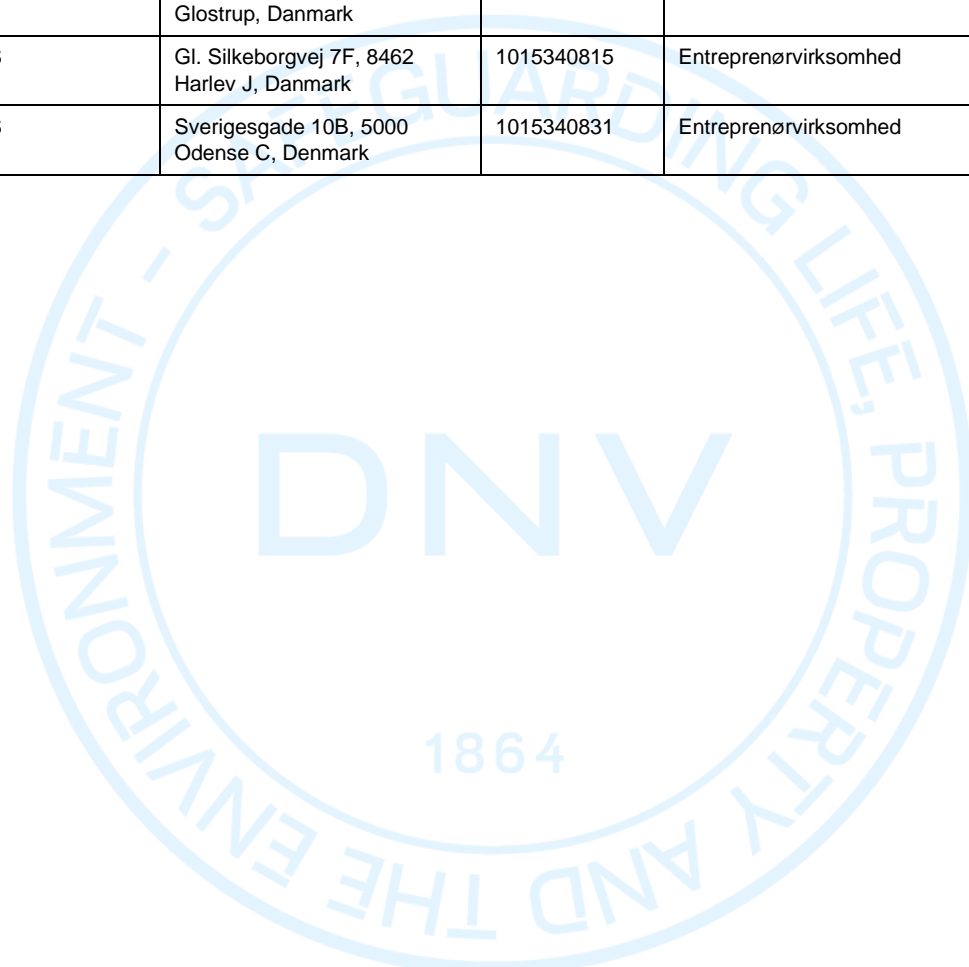 Glostrup, Danmark
Gl. Silkeborgvej 7F, 8462 1015340815 Entreprenørvirksomhed
Harlev J, Danmark
Sverigesgade 10B, 5000 1015340831 Entreprenørvirksomhed
Odense C, Denmark
SAFEGUARDING LIFE, PROPERTY AND THE ENVIRONMENT -
DNV
1864